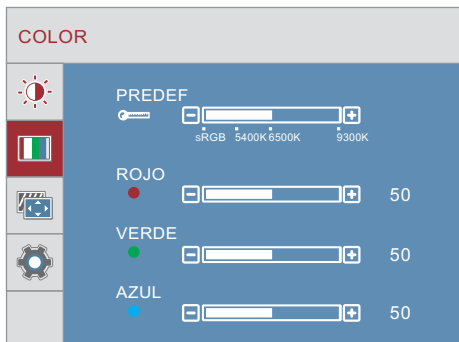 COLOR
PREDEF
sRGB 5400K 6500K 9300K
ROJO
50
VERDE
50
AZUL
50